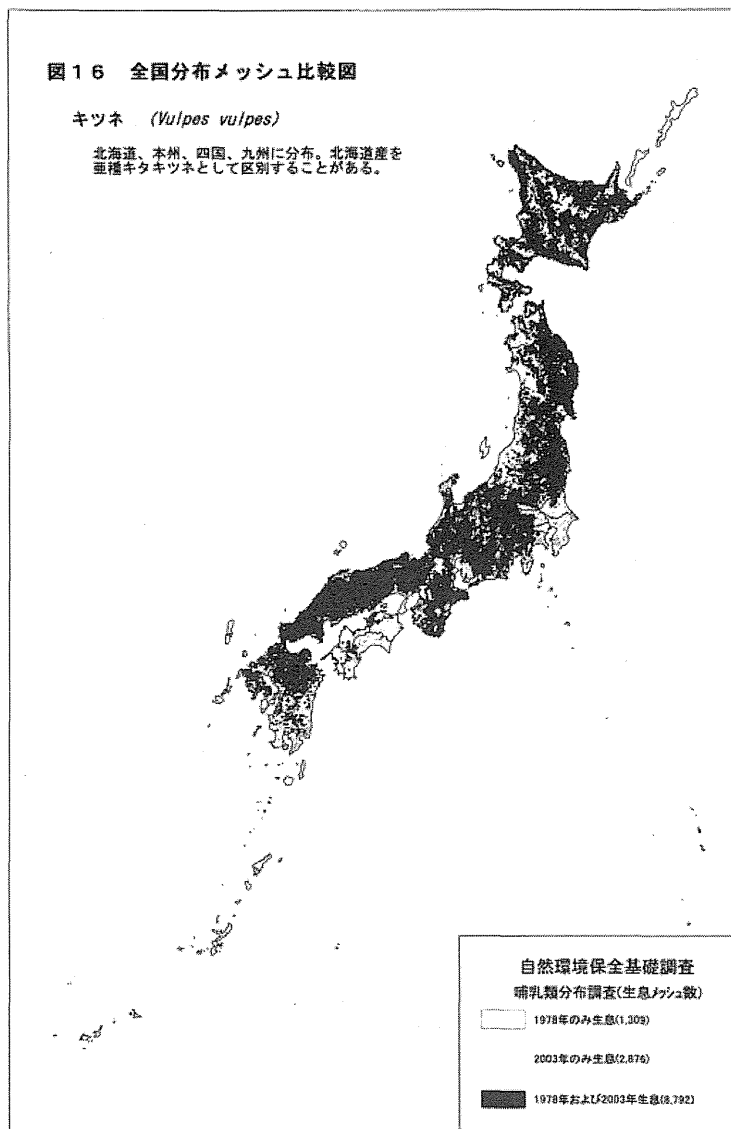 図16 全国分布メッシュ比較図
キツネ (Vulpes vulpes)
北海道、本州、四国、九州に分布。北海道産を
亜種キタキツネとして区別することがある。
自然環境保全基礎調査
哺乳類分布調査(生息メッシュ数)
1978年のみ生息(1,309)
2003年のみ生息(2,876)
1978年および2003年生息(8,792)